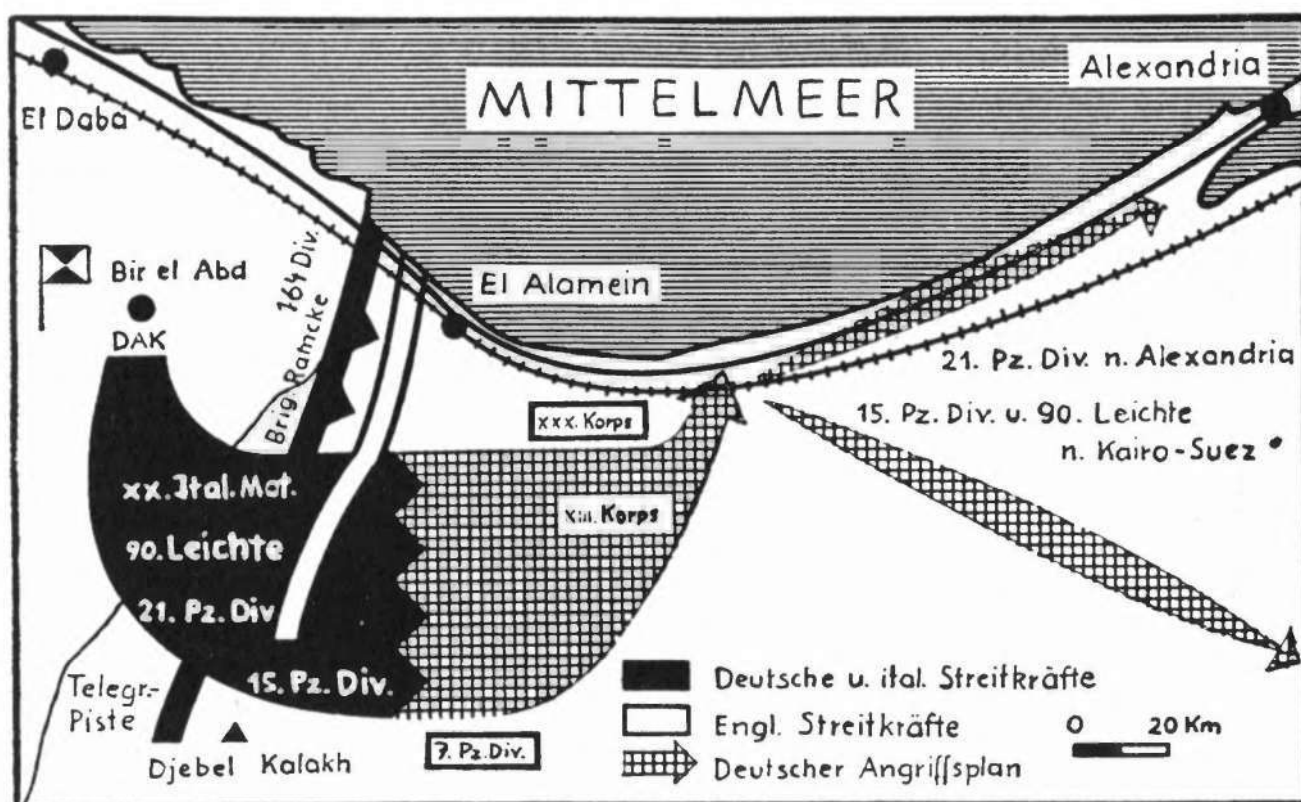 MITTELMEER
Alexandria
El Daba
Bir el Abd
DAK
164 Div.
Brig. Ramcke
El Alamein
21. Pz. Div. n. Alexandria
15. Pz. Div. u. 90. Leichte
n. Kairo-Suez
xxx. Korps
xx. Ital. Mot.
XIII. Korps
90. Leichte
21. Pz. Div
15. Pz. Div.
Telegr.-
Piste
Djebel Kalakh
7. Pz. Div.
Deutsche u. ital. Streitkräfte
Engl. Streitkräfte
Deutscher Angriffsplan
0 20 Km